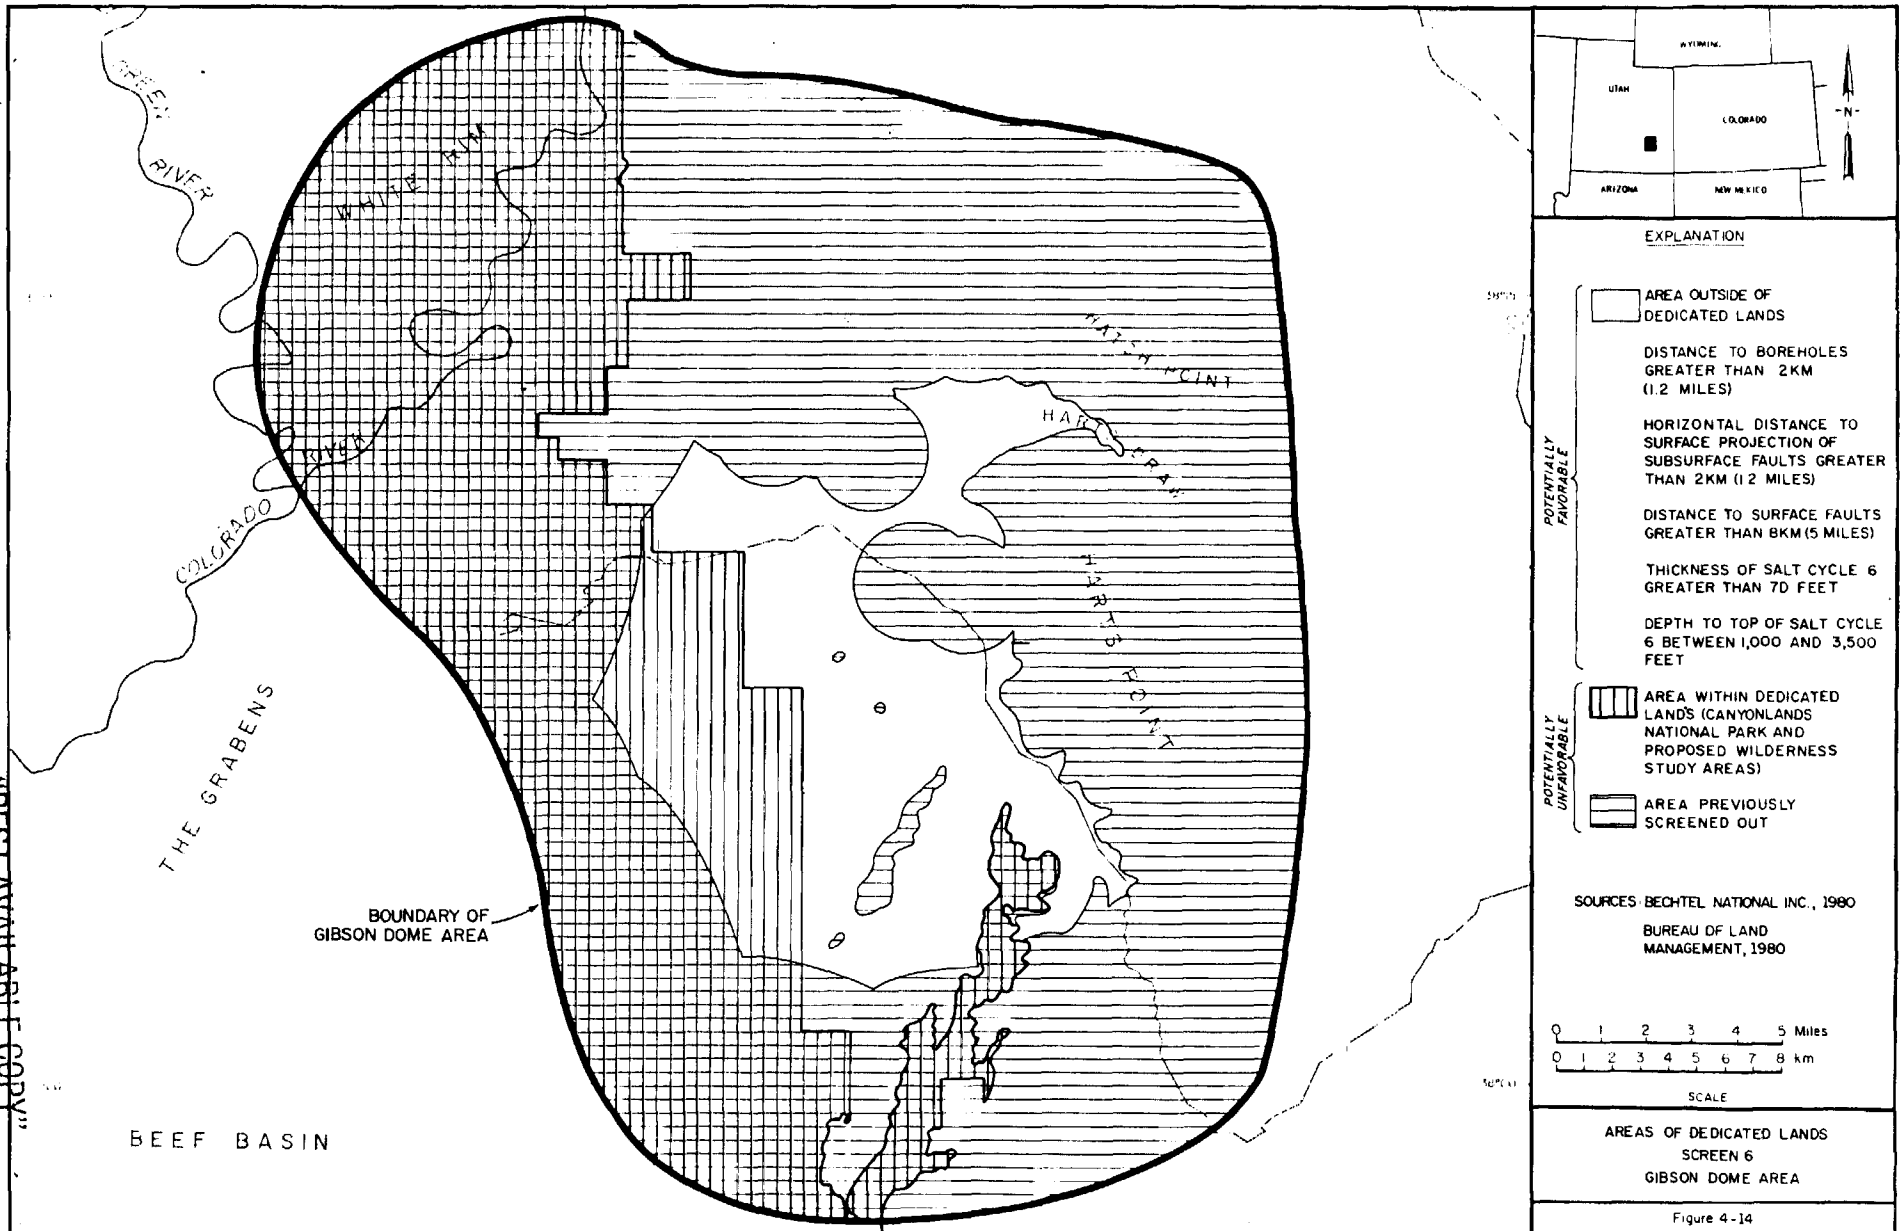 GREEN
RIVER
WHITE RIM
HATCH POINT
HART DRAW
RIVER
COLORADO
HARTS POINT
THE GRABENS
BOUNDARY OF
GIBSON DOME AREA
BEEF BASIN
"BEST AVAILABLE COPY"
WYOMING
UTAH
COLORADO
ARIZONA
NEW MEXICO
-N-
EXPLANATION
POTENTIALLY
FAVORABLE
AREA OUTSIDE OF
DEDICATED LANDS
DISTANCE TO BOREHOLES
GREATER THAN 2KM
(1.2 MILES)
HORIZONTAL DISTANCE TO
SURFACE PROJECTION OF
SUBSURFACE FAULTS GREATER
THAN 2KM (1 2 MILES)
DISTANCE TO SURFACE FAULTS
GREATER THAN 8KM (5 MILES)
THICKNESS OF SALT CYCLE 6
GREATER THAN 70 FEET
DEPTH TO TOP OF SALT CYCLE
6 BETWEEN 1,000 AND 3,500
FEET
POTENTIALLY
UNFAVORABLE
AREA WITHIN DEDICATED
LANDS (CANYONLANDS
NATIONAL PARK AND
PROPOSED WILDERNESS
STUDY AREAS)
AREA PREVIOUSLY
SCREENED OUT
SOURCES: BECHTEL NATIONAL INC., 1980
BUREAU OF LAND
MANAGEMENT, 1980
0 1 2 3 4 5 Miles
0 1 2 3 4 5 6 7 8 km
SCALE
AREAS OF DEDICATED LANDS
SCREEN 6
GIBSON DOME AREA
Figure 4-14